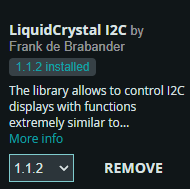 LiquidCrystal I2C by
Frank de Brabander
1.1.2 installed
The library allows to control I2C
displays with functions
extremely similar to...
More info
1.1.2
REMOVE